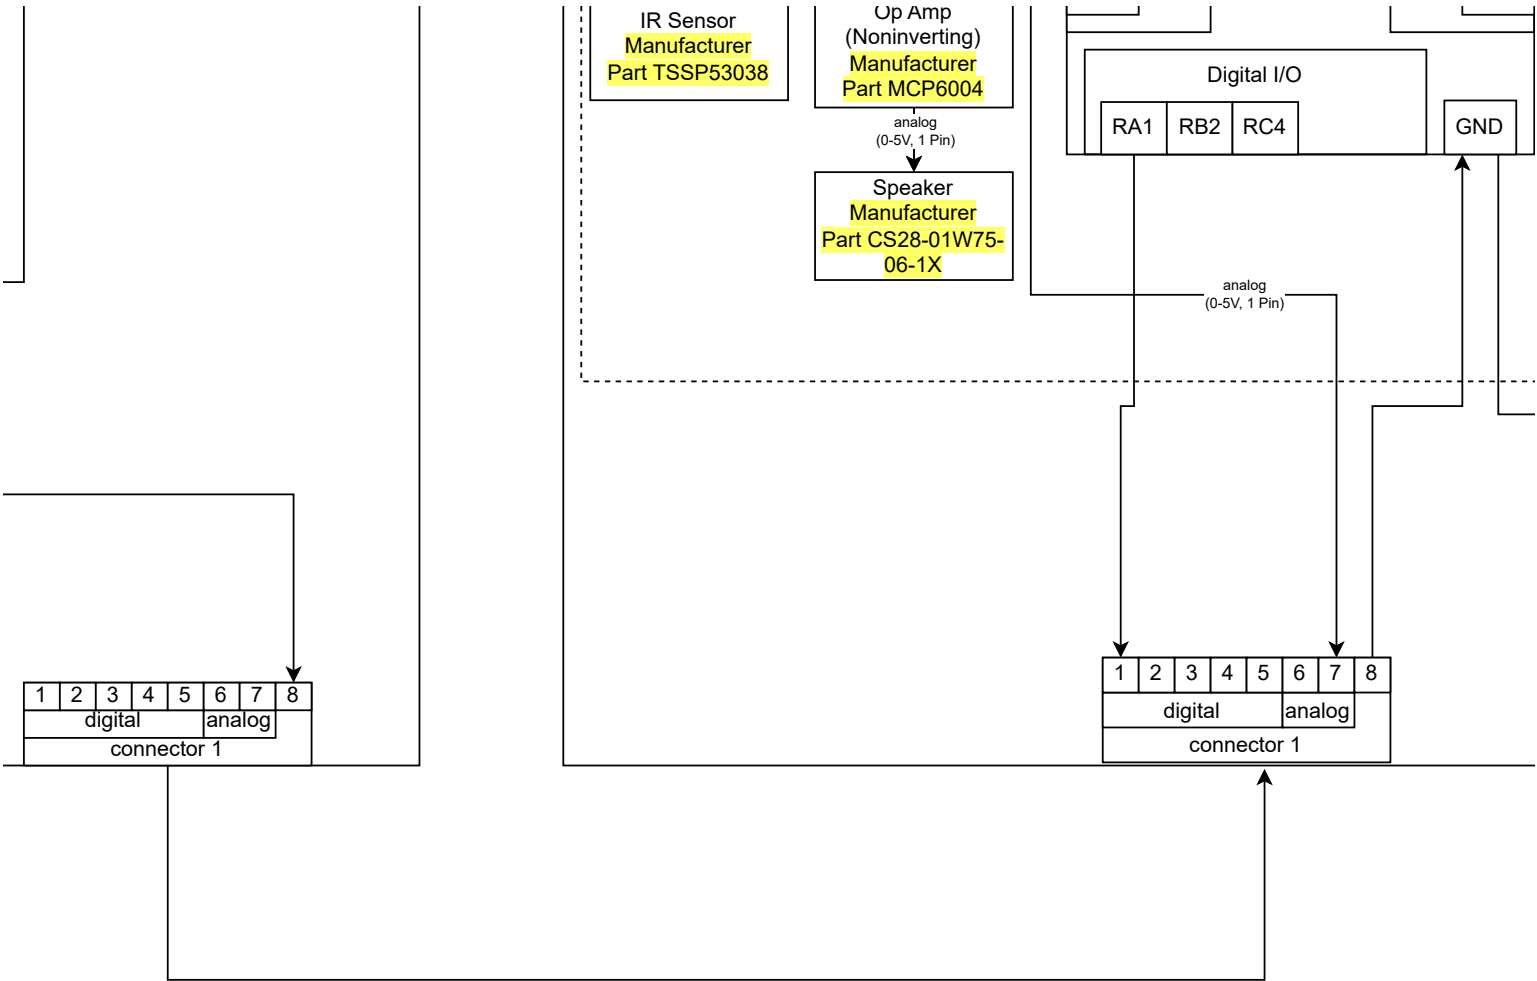 IR Sensor
Manufacturer
Part TSSP53038
Op Amp
(Noninverting)
Manufacturer
Part MCP6004
analog
(0-5V, 1 Pin)
Speaker
Manufacturer
Part CS28-01W75-
06-1X
Digital I/O
RA1 RB2 RC4
GND
analog
(0-5V, 1 Pin)
1 2 3 4 5 6 7 8
digital analog
connector 1
1 2 3 4 5 6 7 8
digital analog
connector 1